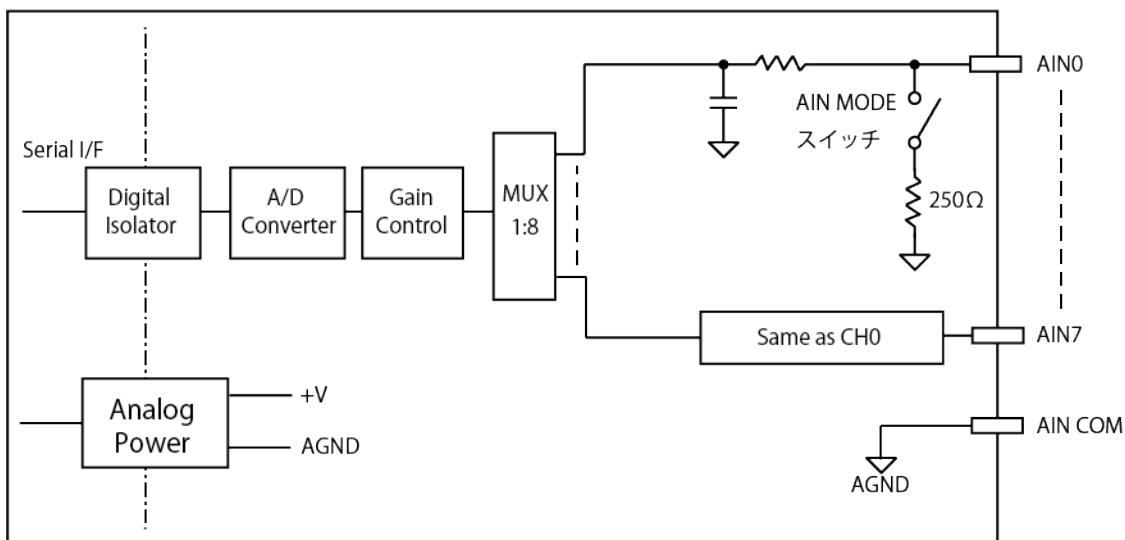 AIN0
AIN MODE
スイッチ
Serial I/F
Digital
Isolator
A/D
Converter
Gain
Control
MUX
1:8
250Ω
Same as CH0
AIN7
Analog
Power
+V
AGND
AIN COM
AGND